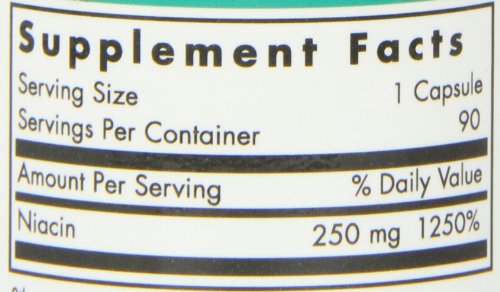 Supplement Facts
Serving Size 1 Capsule
Servings Per Container 90
Amount Per Serving % Daily Value
Niacin 250 mg 1250%